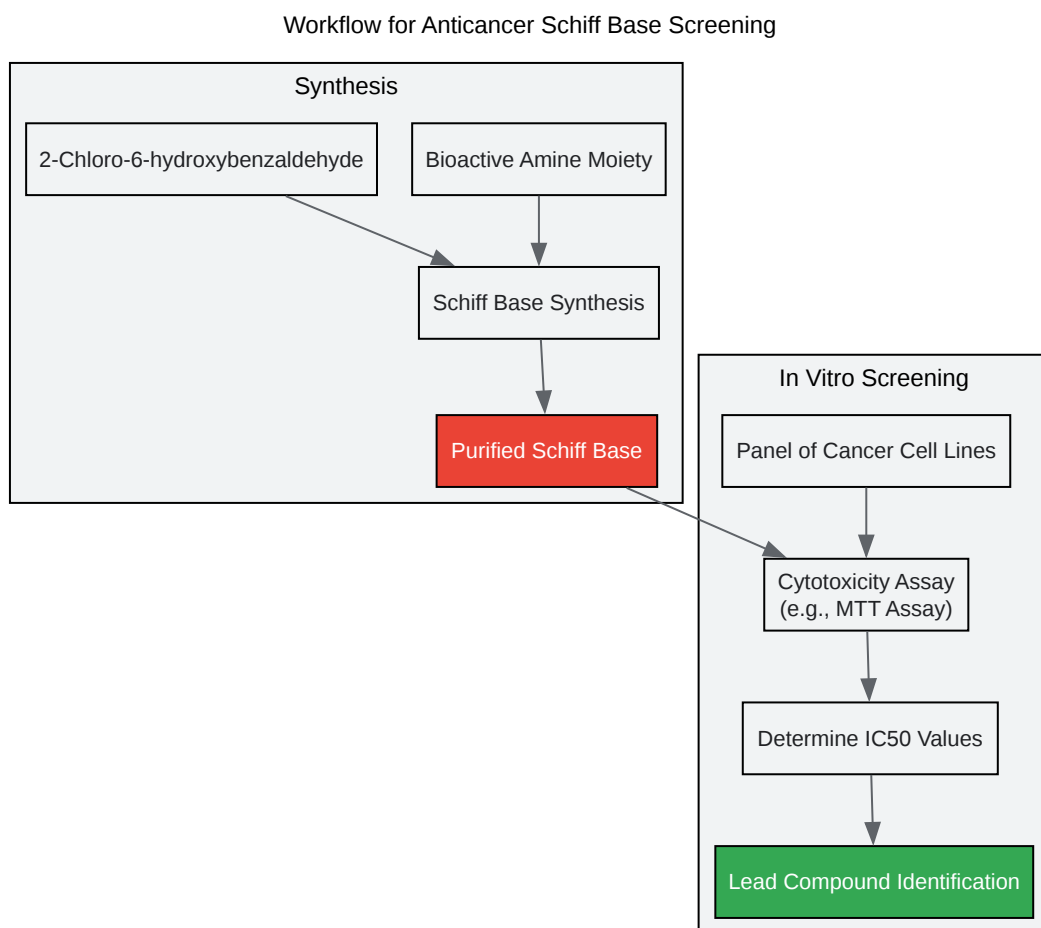 Workflow for Anticancer Schiff Base Screening
Synthesis
2-Chloro-6-hydroxybenzaldehyde
Bioactive Amine Moiety
Schiff Base Synthesis
Purified Schiff Base
In Vitro Screening
Panel of Cancer Cell Lines
Cytotoxicity Assay
(e.g., MTT Assay)
Determine IC50 Values
Lead Compound Identification